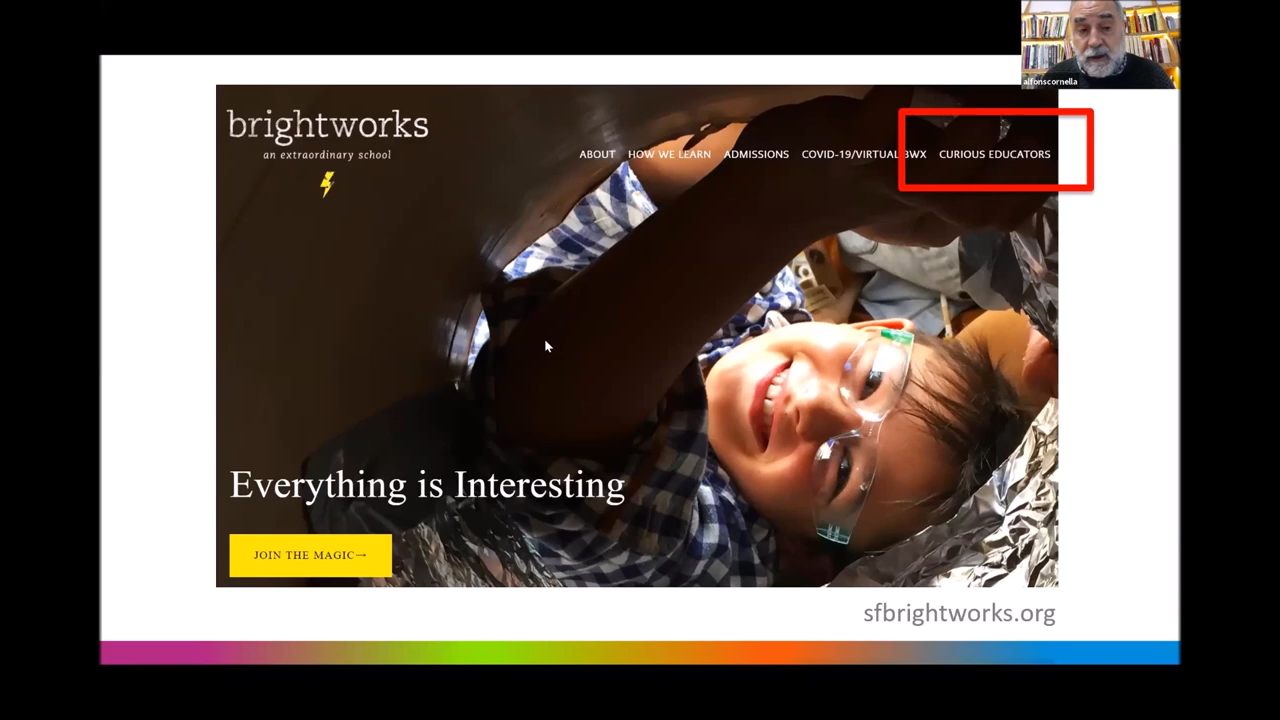 alfonscornella
brightworks
an extraordinary school
ABOUT HOW WE LEARN ADMISSIONS COVID-19/VIRTUAL BWX CURIOUS EDUCATORS
Everything is Interesting
JOIN THE MAGIC→
sfbrightworks.org